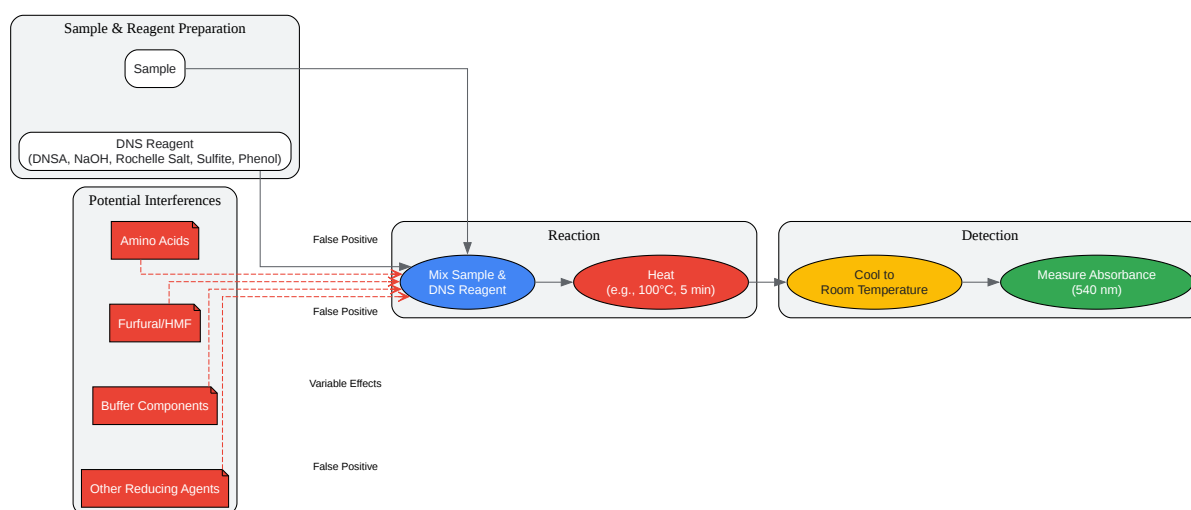 Sample & Reagent Preparation
Sample
DNS Reagent
(DNSA, NaOH, Rochelle Salt, Sulfite, Phenol)
Potential Interferences
Amino Acids
Furfural/HMF
Buffer Components
Other Reducing Agents
False Positive
False Positive
Variable Effects
False Positive
Reaction
Mix Sample &
DNS Reagent
Heat
(e.g., 100°C, 5 min)
Detection
Cool to
Room Temperature
Measure Absorbance
(540 nm)